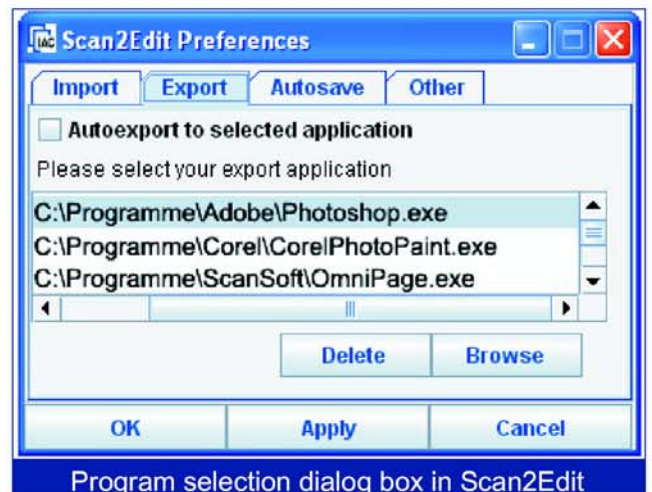 IAC Scan2Edit Preferences
Import Export Autosave Other
Autoexport to selected application
Please select your export application
C:\Programme\Adobe\Photoshop.exe
C:\Programme\Corel\CorelPhotoPaint.exe
C:\Programme\ScanSoft\OmniPage.exe
Delete Browse
OK Apply Cancel
Program selection dialog box in Scan2Edit